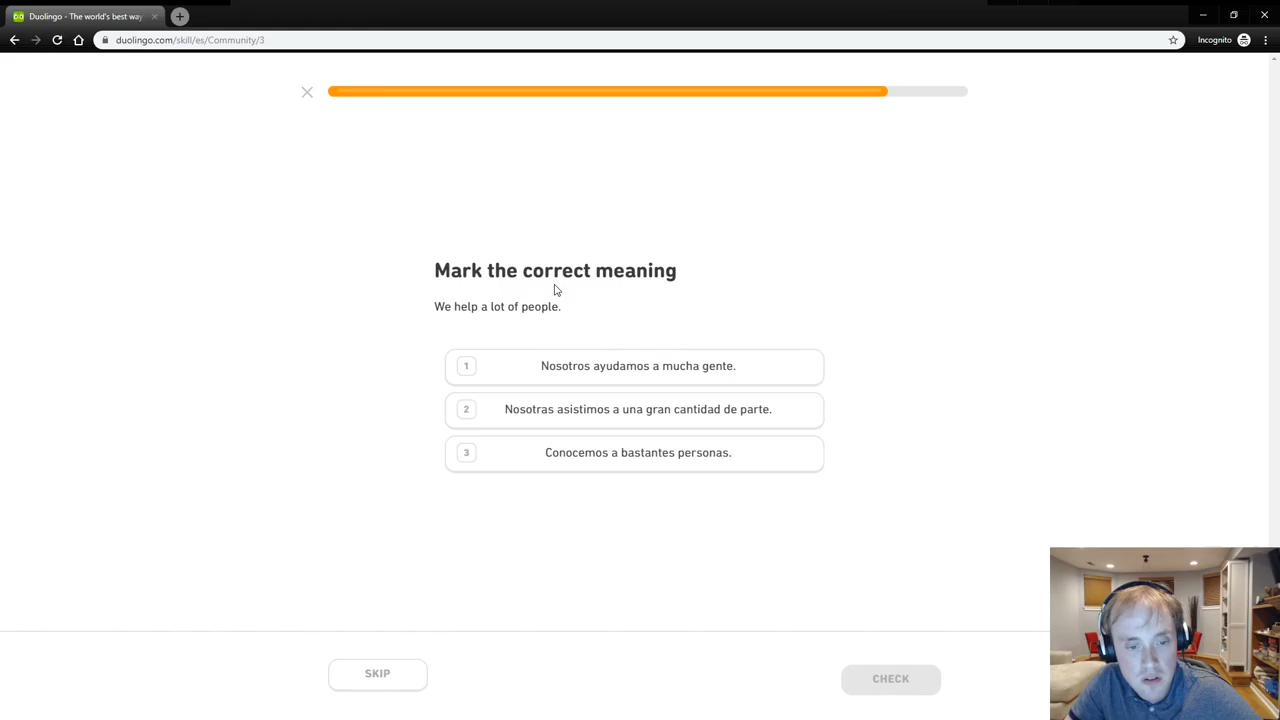 Duolingo - The world's best way
duolingo.com/skill/es/Community/3
Incognito
Mark the correct meaning
We help a lot of people.
1 Nosotros ayudamos a mucha gente.
2 Nosotras asistimos a una gran cantidad de parte.
3 Conocemos a bastantes personas.
SKIP
CHECK